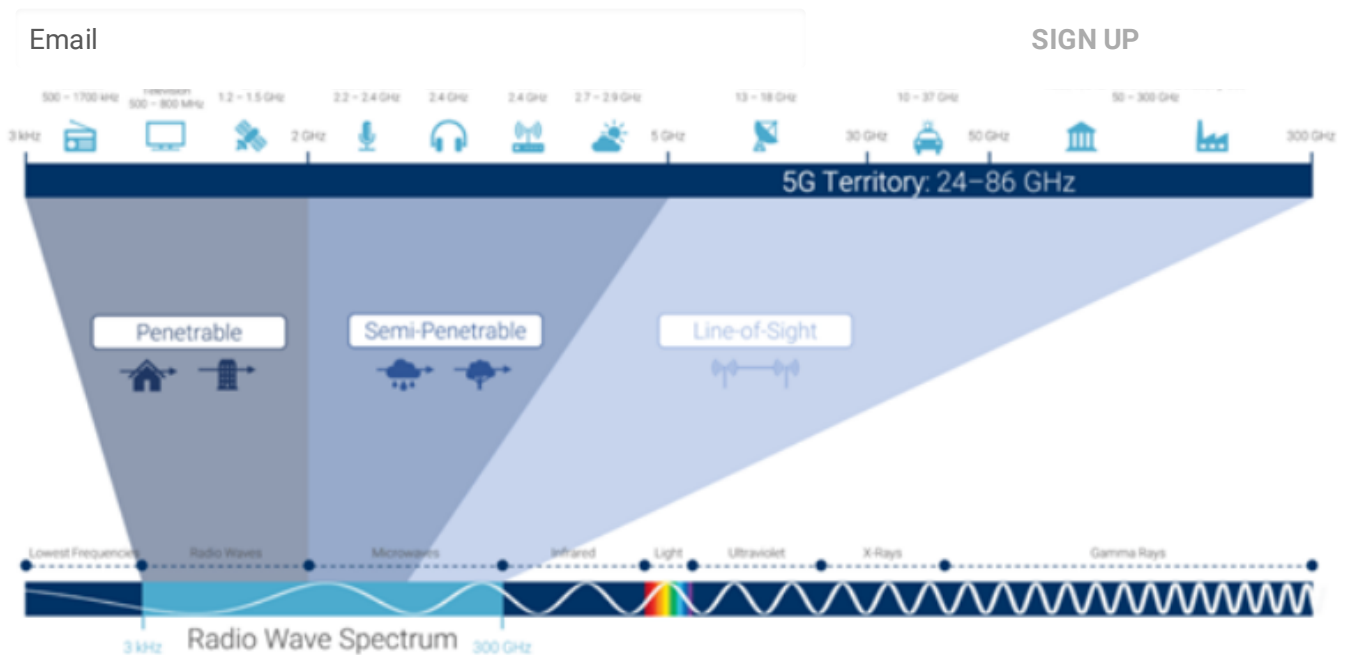 Email
SIGN UP
500 – 1700 kHz
Television
500 – 800 MHz
1.2 – 1.5 GHz
2.2 – 2.4 GHz
2.4 GHz
2.4 GHz
2.7 – 2.9 GHz
13 – 18 GHz
10 – 37 GHz
50 – 300 GHz
3 kHz
2 GHz
5 GHz
30 GHz
50 GHz
300 GHz
5G Territory: 24–86 GHz
Penetrable
Semi-Penetrable
Line-of-Sight
Lowest Frequencies
Radio Waves
Microwaves
Infrared
Light
Ultraviolet
X-Rays
Gamma Rays
3 kHz
Radio Wave Spectrum
300 GHz